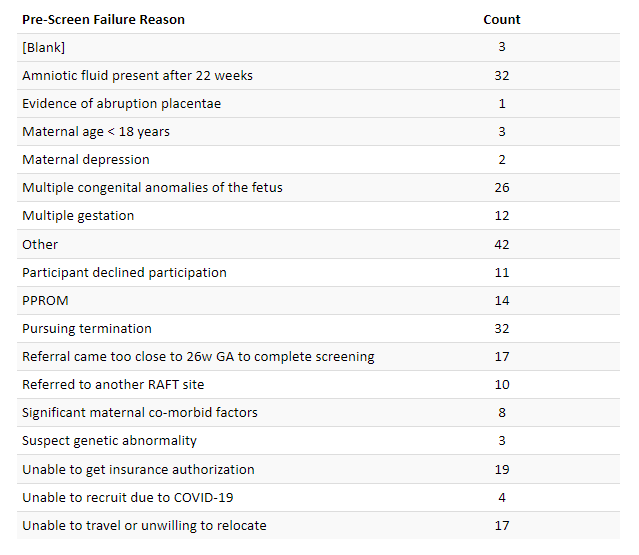 Pre-Screen Failure Reason Count
[Blank] 3
Amniotic fluid present after 22 weeks 32
Evidence of abruption placentae 1
Maternal age < 18 years 3
Maternal depression 2
Multiple congenital anomalies of the fetus 26
Multiple gestation 12
Other 42
Participant declined participation 11
PPROM 14
Pursuing termination 32
Referral came too close to 26w GA to complete screening 17
Referred to another RAFT site 10
Significant maternal co-morbid factors 8
Suspect genetic abnormality 3
Unable to get insurance authorization 19
Unable to recruit due to COVID-19 4
Unable to travel or unwilling to relocate 17